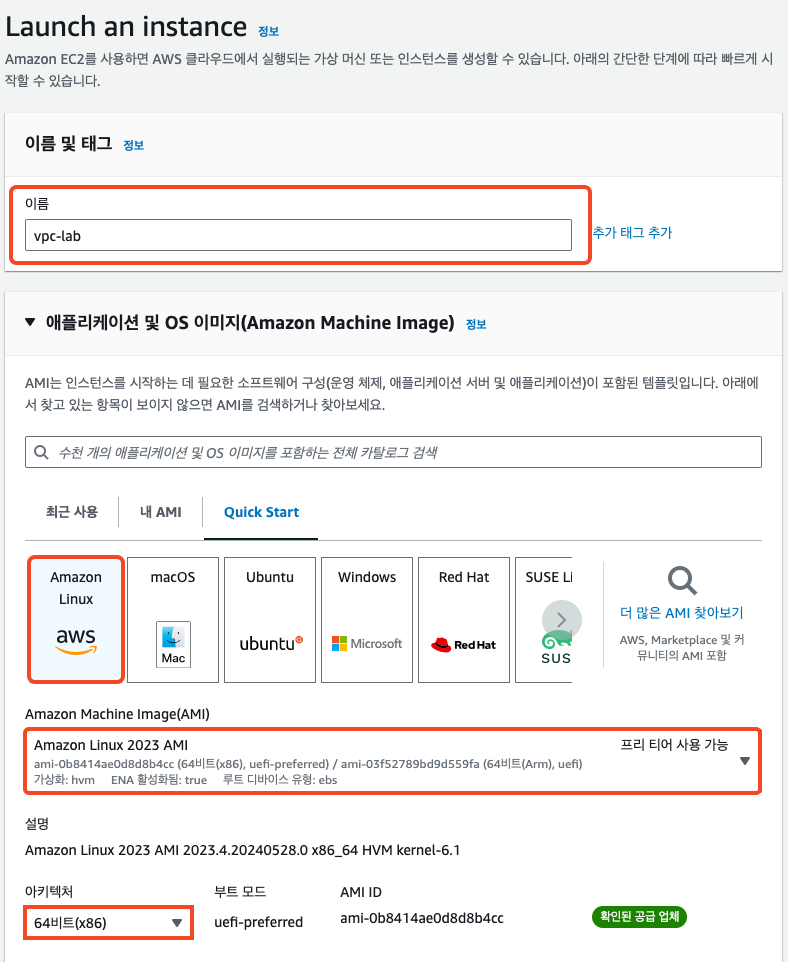 Launch an instance 정보
Amazon EC2를 사용하면 AWS 클라우드에서 실행되는 가상 머신 또는 인스턴스를 생성할 수 있습니다. 아래의 간단한 단계에 따라 빠르게 시
작할 수 있습니다.
이름 및 태그 정보
이름
vpc-lab
추가 태그 추가
애플리케이션 및 OS 이미지(Amazon Machine Image) 정보
AMI는 인스턴스를 시작하는 데 필요한 소프트웨어 구성(운영 체제, 애플리케이션 서버 및 애플리케이션)이 포함된 템플릿입니다. 아래에
서 찾고 있는 항목이 보이지 않으면 AMI를 검색하거나 찾아보세요.
수천 개의 애플리케이션 및 OS 이미지를 포함하는 전체 카탈로그 검색
최근 사용 내 AMI Quick Start
Amazon
Linux
aws
macOS
Mac
Ubuntu
ubuntu
Windows
Microsoft
Red Hat
Red Hat
SUSE Li
SUS
더 많은 AMI 찾아보기
AWS, Marketplace 및 커
뮤니티의 AMI 포함
Amazon Machine Image(AMI)
Amazon Linux 2023 AMI 프리 티어 사용 가능
ami-0b8414ae0d8d8b4cc (64비트(x86), uefi-preferred) / ami-03f52789bd9d559fa (64비트(Arm), uefi)
가상화: hvm ENA 활성화됨: true 루트 디바이스 유형: ebs
설명
Amazon Linux 2023 AMI 2023.4.20240528.0 x86_64 HVM kernel-6.1
아키텍처 부트 모드 AMI ID
64비트(x86) uefi-preferred ami-0b8414ae0d8d8b4cc 확인된 공급 업체